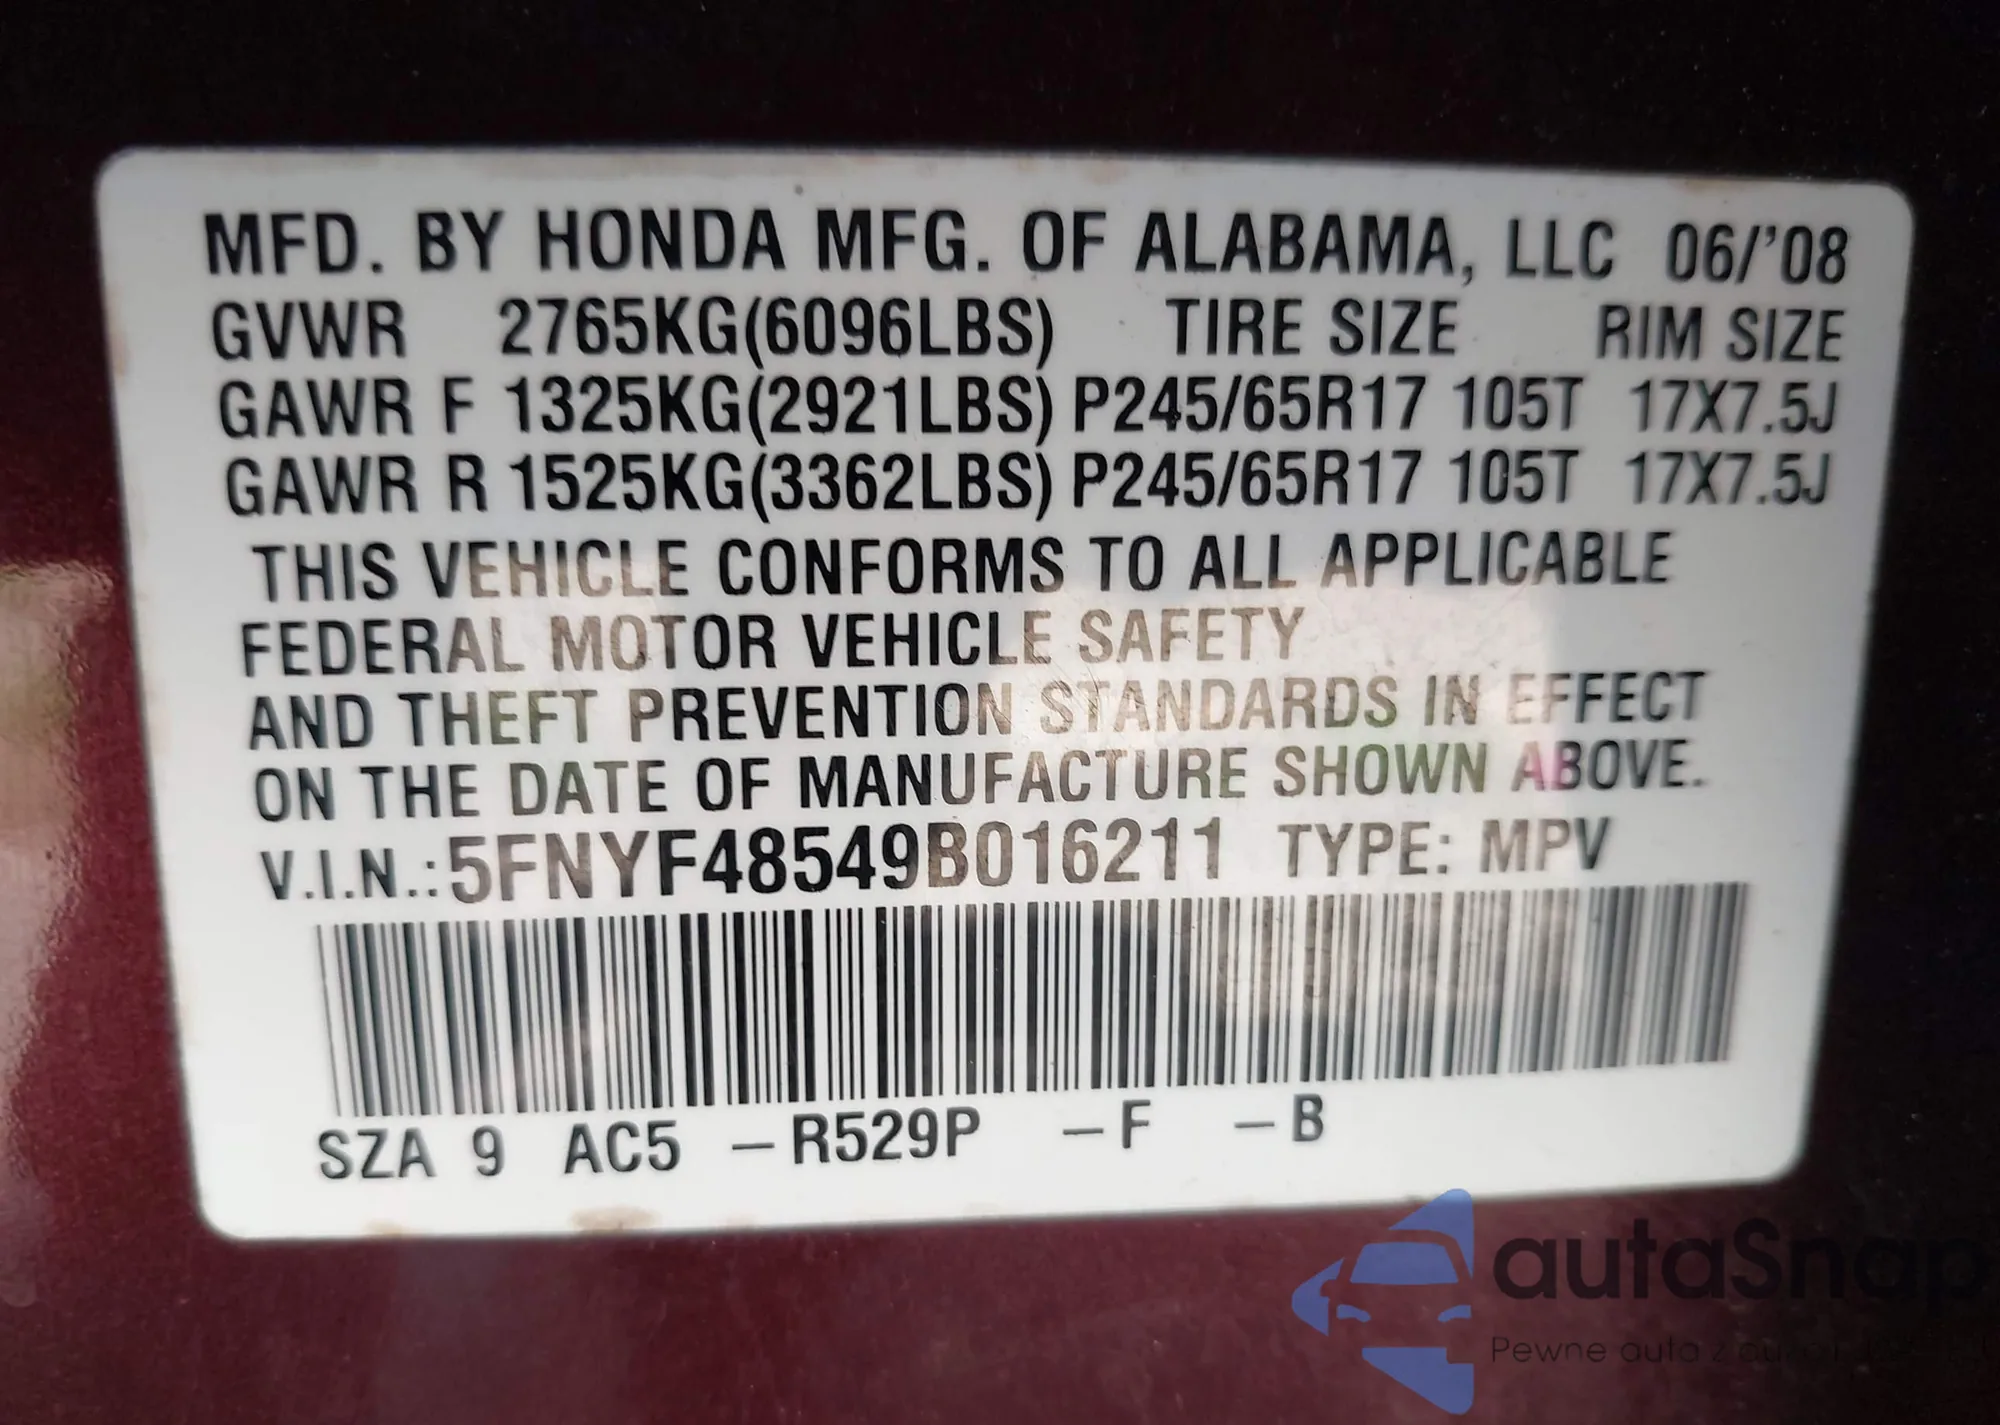 MFD. BY HONDA MFG. OF ALABAMA, LLC 06/'08
GVWR 2765KG(6096LBS) TIRE SIZE RIM SIZE
GAWR F 1325KG(2921LBS) P245/65R17 105T 17X7.5J
GAWR R 1525KG(3362LBS) P245/65R17 105T 17X7.5J
THIS VEHICLE CONFORMS TO ALL APPLICABLE
FEDERAL MOTOR VEHICLE SAFETY
AND THEFT PREVENTION STANDARDS IN EFFECT
ON THE DATE OF MANUFACTURE SHOWN ABOVE.
V.I.N.:5FNYF48549B016211 TYPE: MPV
SZA 9 AC5 –R529P –F –B
autaSnap
Pewne auta z